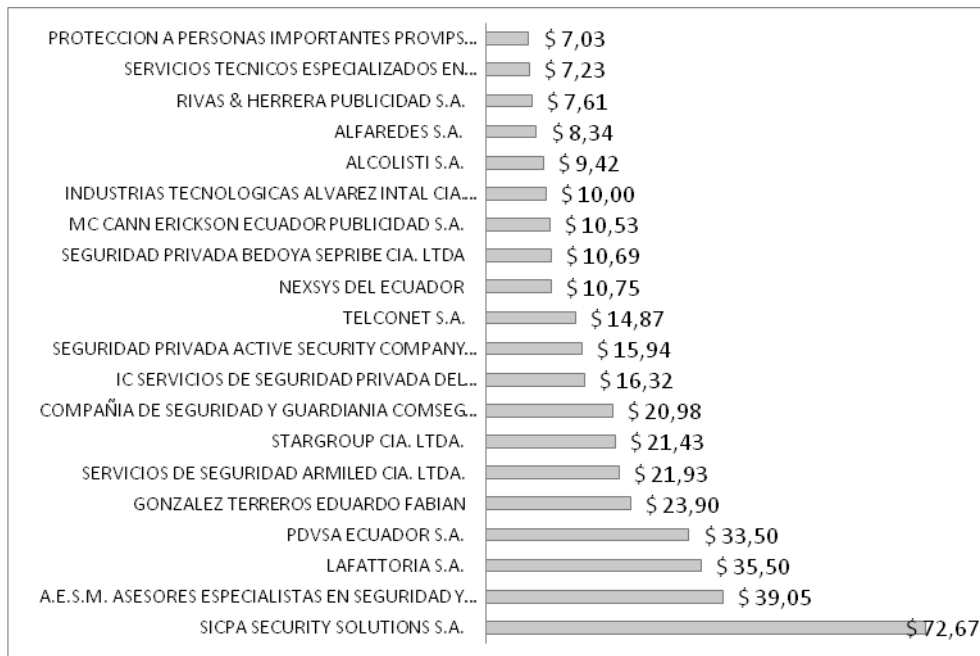 PROTECCION A PERSONAS IMPORTANTES PROVIPS... $ 7,03
SERVICIOS TECNICOS ESPECIALIZADOS EN... $ 7,23
RIVAS & HERRERA PUBLICIDAD S.A. $ 7,61
ALFAREDES S.A. $ 8,34
ALCOLISTI S.A. $ 9,42
INDUSTRIAS TECNOLOGICAS ALVAREZ INTAL CIA.... $ 10,00
MC CANN ERICKSON ECUADOR PUBLICIDAD S.A. $ 10,53
SEGURIDAD PRIVADA BEDOYA SEPRIBE CIA. LTDA $ 10,69
NEXSYS DEL ECUADOR $ 10,75
TELCONET S.A. $ 14,87
SEGURIDAD PRIVADA ACTIVE SECURITY COMPANY... $ 15,94
IC SERVICIOS DE SEGURIDAD PRIVADA DEL... $ 16,32
COMPAÑIA DE SEGURIDAD Y GUARDIANIA COMSEG... $ 20,98
STARGROUP CIA. LTDA. $ 21,43
SERVICIOS DE SEGURIDAD ARMILED CIA. LTDA. $ 21,93
GONZALEZ TERREROS EDUARDO FABIAN $ 23,90
PDVSA ECUADOR S.A. $ 33,50
LAFATTORIA S.A. $ 35,50
A.E.S.M. ASESORES ESPECIALISTAS EN SEGURIDAD Y... $ 39,05
SICPA SECURITY SOLUTIONS S.A. $ 72,67